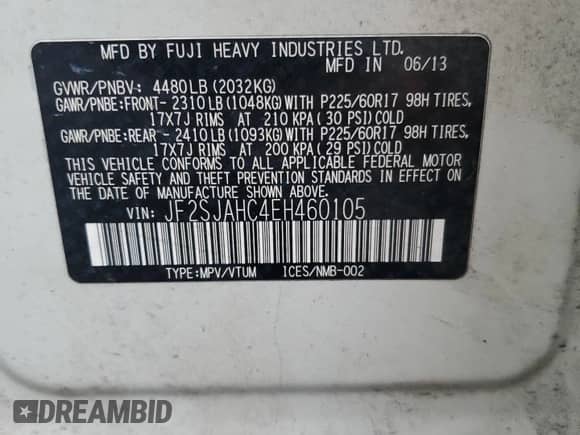 MFD BY FUJI HEAVY INDUSTRIES LTD.
MFD IN 06/13
GVWR/PNBV: 4480LB(2032KG)
GAWR/PNBE:FRONT- 2310LB(1048KG)WITH P225/60R17 98H TIRES,
17X7J RIMS AT 210 KPA( 30 PSI)COLD
GAWR/PNBE:REAR - 2410LB(1093KG)WITH P225/60R17 98H TIRES,
17X7J RIMS AT 200 KPA( 29 PSI)COLD
THIS VEHICLE CONFORMS TO ALL APPLICABLE FEDERAL MOTOR
VEHICLE SAFETY AND THEFT PREVENTION STANDARDS IN EFFECT
ON THE DATE OF MANUFACTURE SHOWN ABOVE.
VIN: JF2SJAHC4EH460105
TYPE:MPV/VTUM ICES/NMB-002
DREAMBID